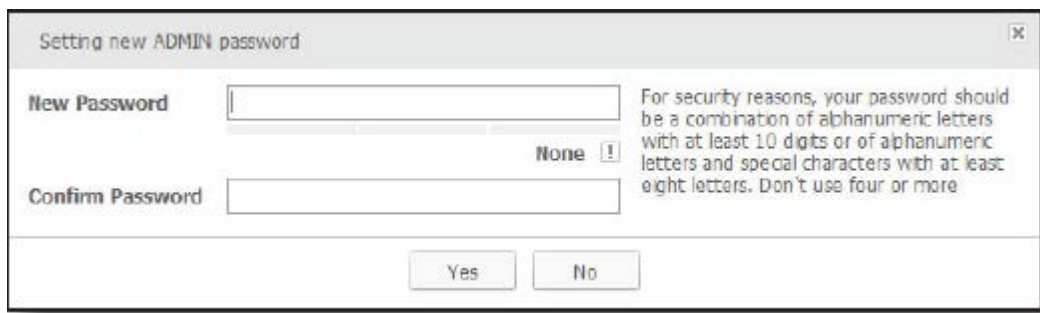 Setting new ADMIN password
New Password
For security reasons, your password should
be a combination of alphanumeric letters
with at least 10 digits or of alphanumeric
letters and special characters with at least
eight letters. Don't use four or more
None !
Confirm Password
Yes No